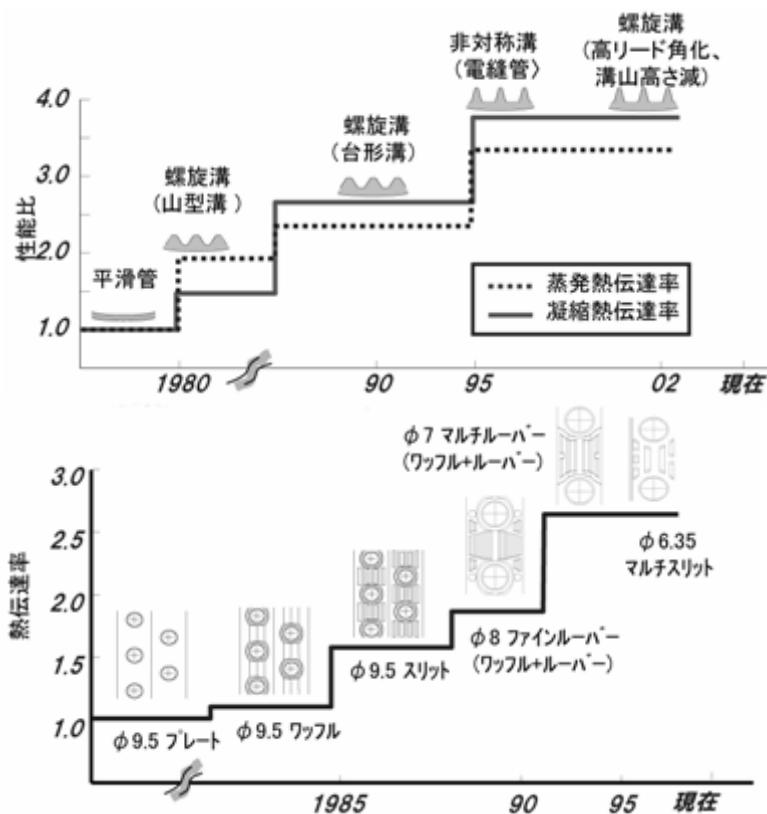 螺旋溝
(高リード角化、
溝山高さ減)
非対称溝
(電縫管〉
螺旋溝
(台形溝)
螺旋溝
(山型溝 )
平滑管
4.0
3.0
2.0
1.0
性能比
蒸発熱伝達率
凝縮熱伝達率
1980
90
95
02
現在
φ7 マルチルーバー
(ワッフル+ルーバー)
3.0
2.5
2.0
1.5
1.0
熱伝達率
φ6.35
マルチスリット
φ8 ファインルーバー
(ワッフル+ルーバー)
φ9.5 スリット
φ9.5 ワッフル
φ9.5 プレート
1985
90
95
現在